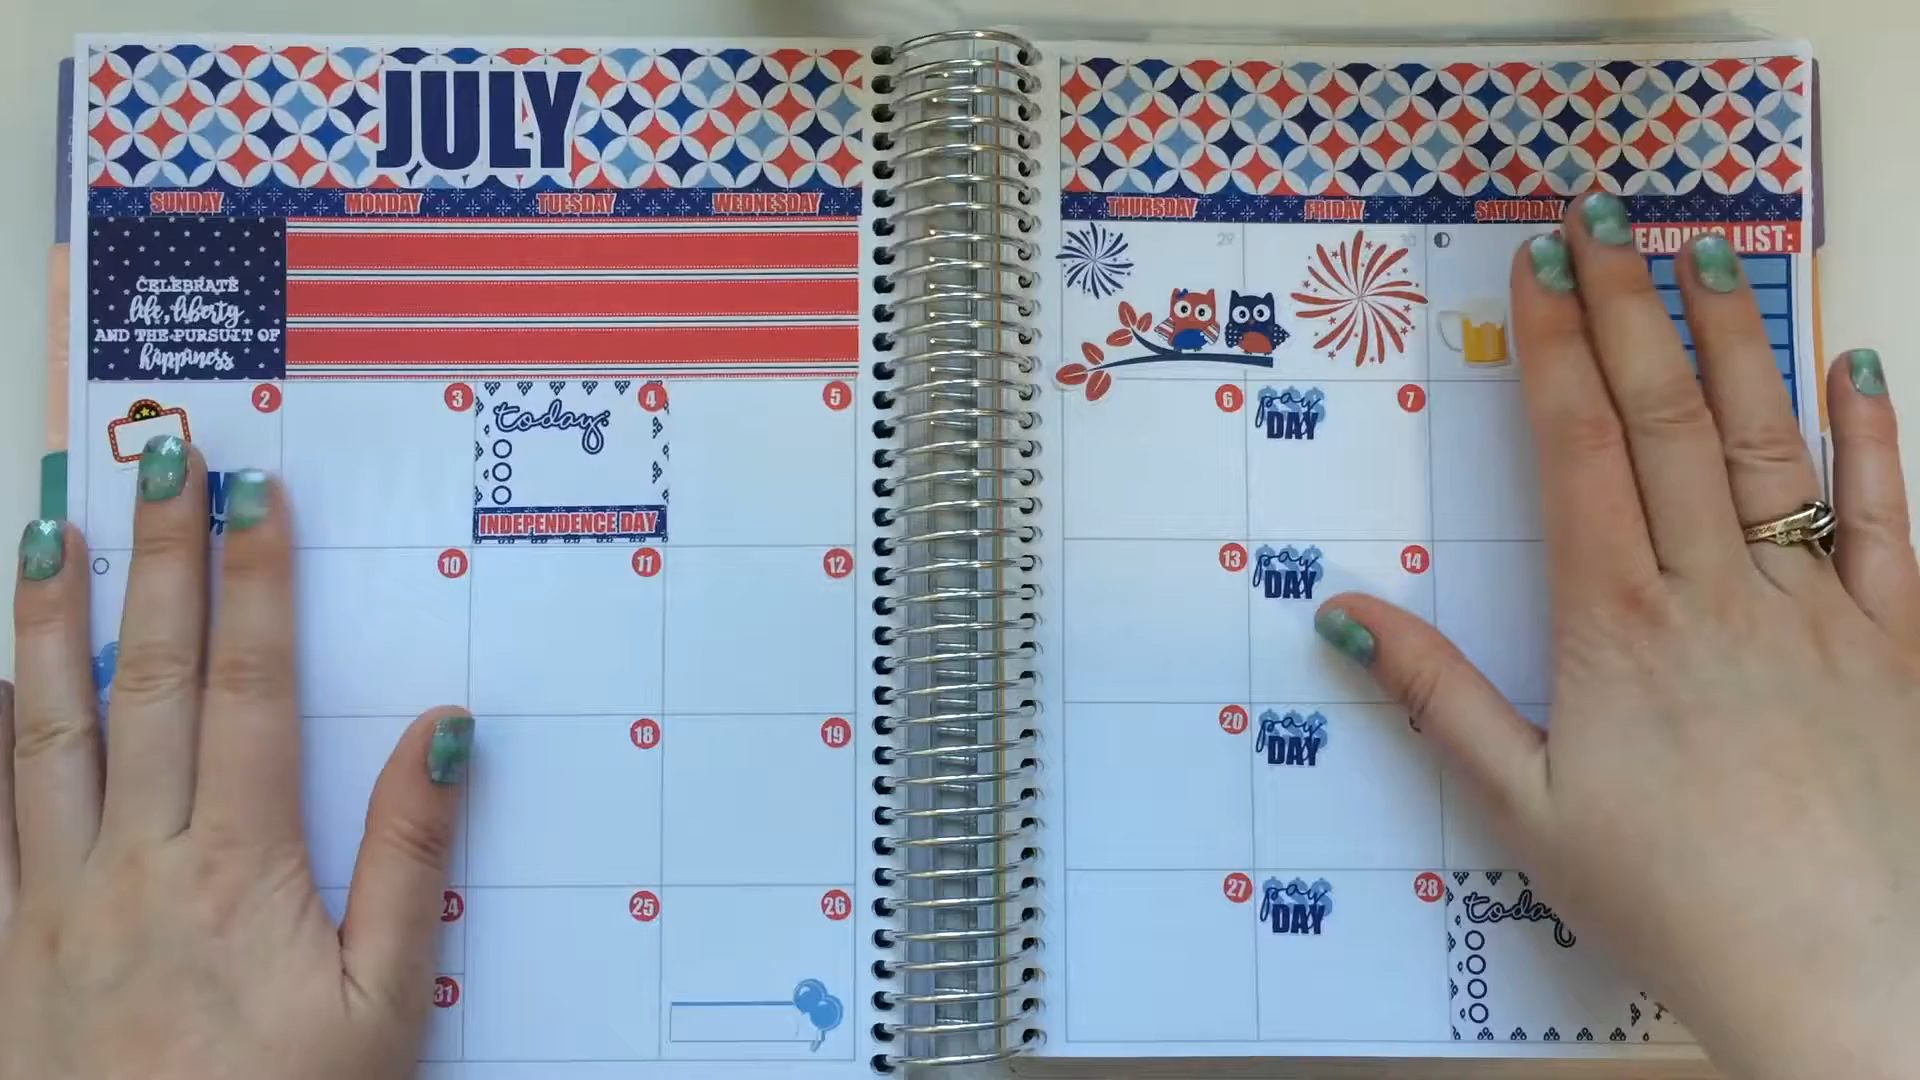 JULY
SUNDAY MONDAY TUESDAY WEDNESDAY
THURSDAY FRIDAY SATURDAY
CELEBRATE
life, liberty
AND THE PURSUIT OF
happiness
29
LIST:
2 3 4 5
today:
INDEPENDENCE DAY
6 7
pay
DAY
10 11 12
13 14
pay
DAY
18 19
20
pay
DAY
24 25 26
27 28
pay
DAY
today
31